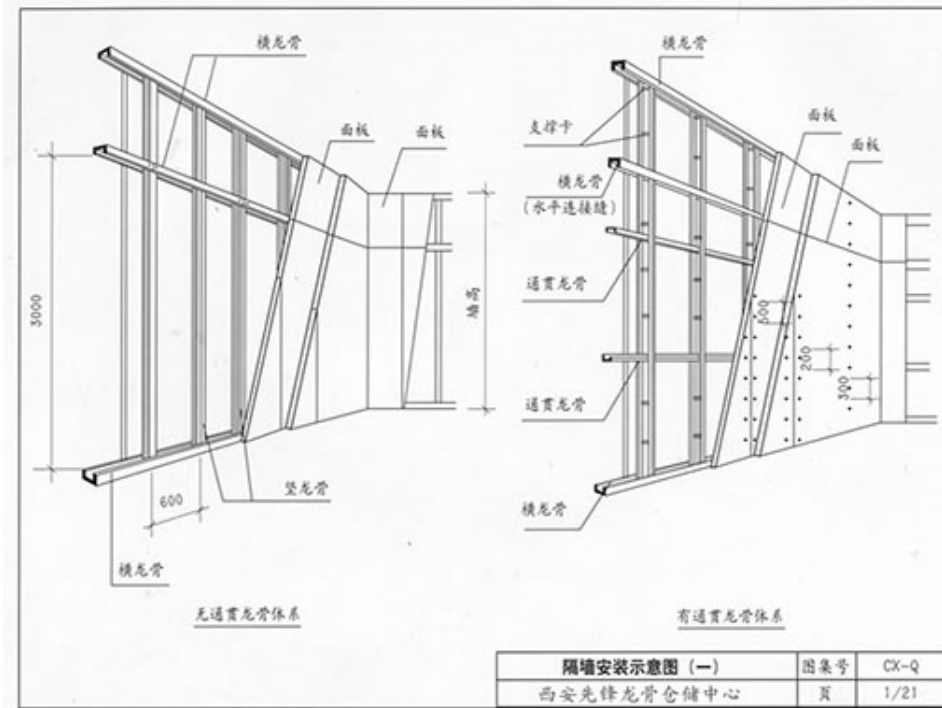 横龙骨
面板
面板
3000
墙高
600
竖龙骨
横龙骨
无通贯龙骨体系
横龙骨
支撑卡
面板
面板
横龙骨
(水平连接缝)
通贯龙骨
300
200
300
通贯龙骨
横龙骨
有通贯龙骨体系
隔墙安装示意图 (一)
图集号
CX-Q
西安先锋龙骨仓储中心
页
1/21